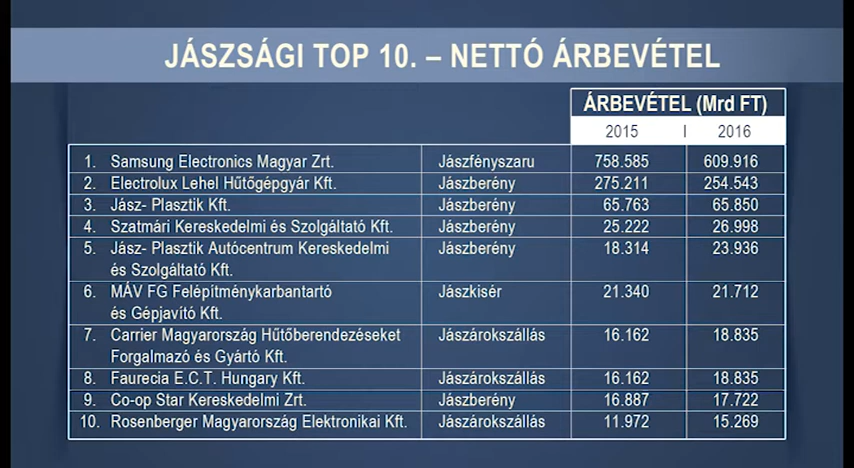 JÁSZSÁGI TOP 10. – NETTÓ ÁRBEVÉTEL
ÁRBEVÉTEL (Mrd FT)
2015 I 2016
1. Samsung Electronics Magyar Zrt. Jászfényszaru 758.585 609.916
2. Electrolux Lehel Hűtőgépgyár Kft. Jászberény 275.211 254.543
3. Jász- Plasztik Kft. Jászberény 65.763 65.850
4. Szatmári Kereskedelmi és Szolgáltató Kft. Jászberény 25.222 26.998
5. Jász- Plasztik Autócentrum Kereskedelmi Jászberény 18.314 23.936
és Szolgáltató Kft.
6. MÁV FG Felépítménykarbantartó Jászkisér 21.340 21.712
és Gépjavító Kft.
7. Carrier Magyarország Hűtőberendezéseket Jászárokszállás 16.162 18.835
Forgalmazó és Gyártó Kft.
8. Faurecia E.C.T. Hungary Kft. Jászárokszállás 16.162 18.835
9. Co-op Star Kereskedelmi Zrt. Jászberény 16.887 17.722
10. Rosenberger Magyarország Elektronikai Kft. Jászárokszállás 11.972 15.269